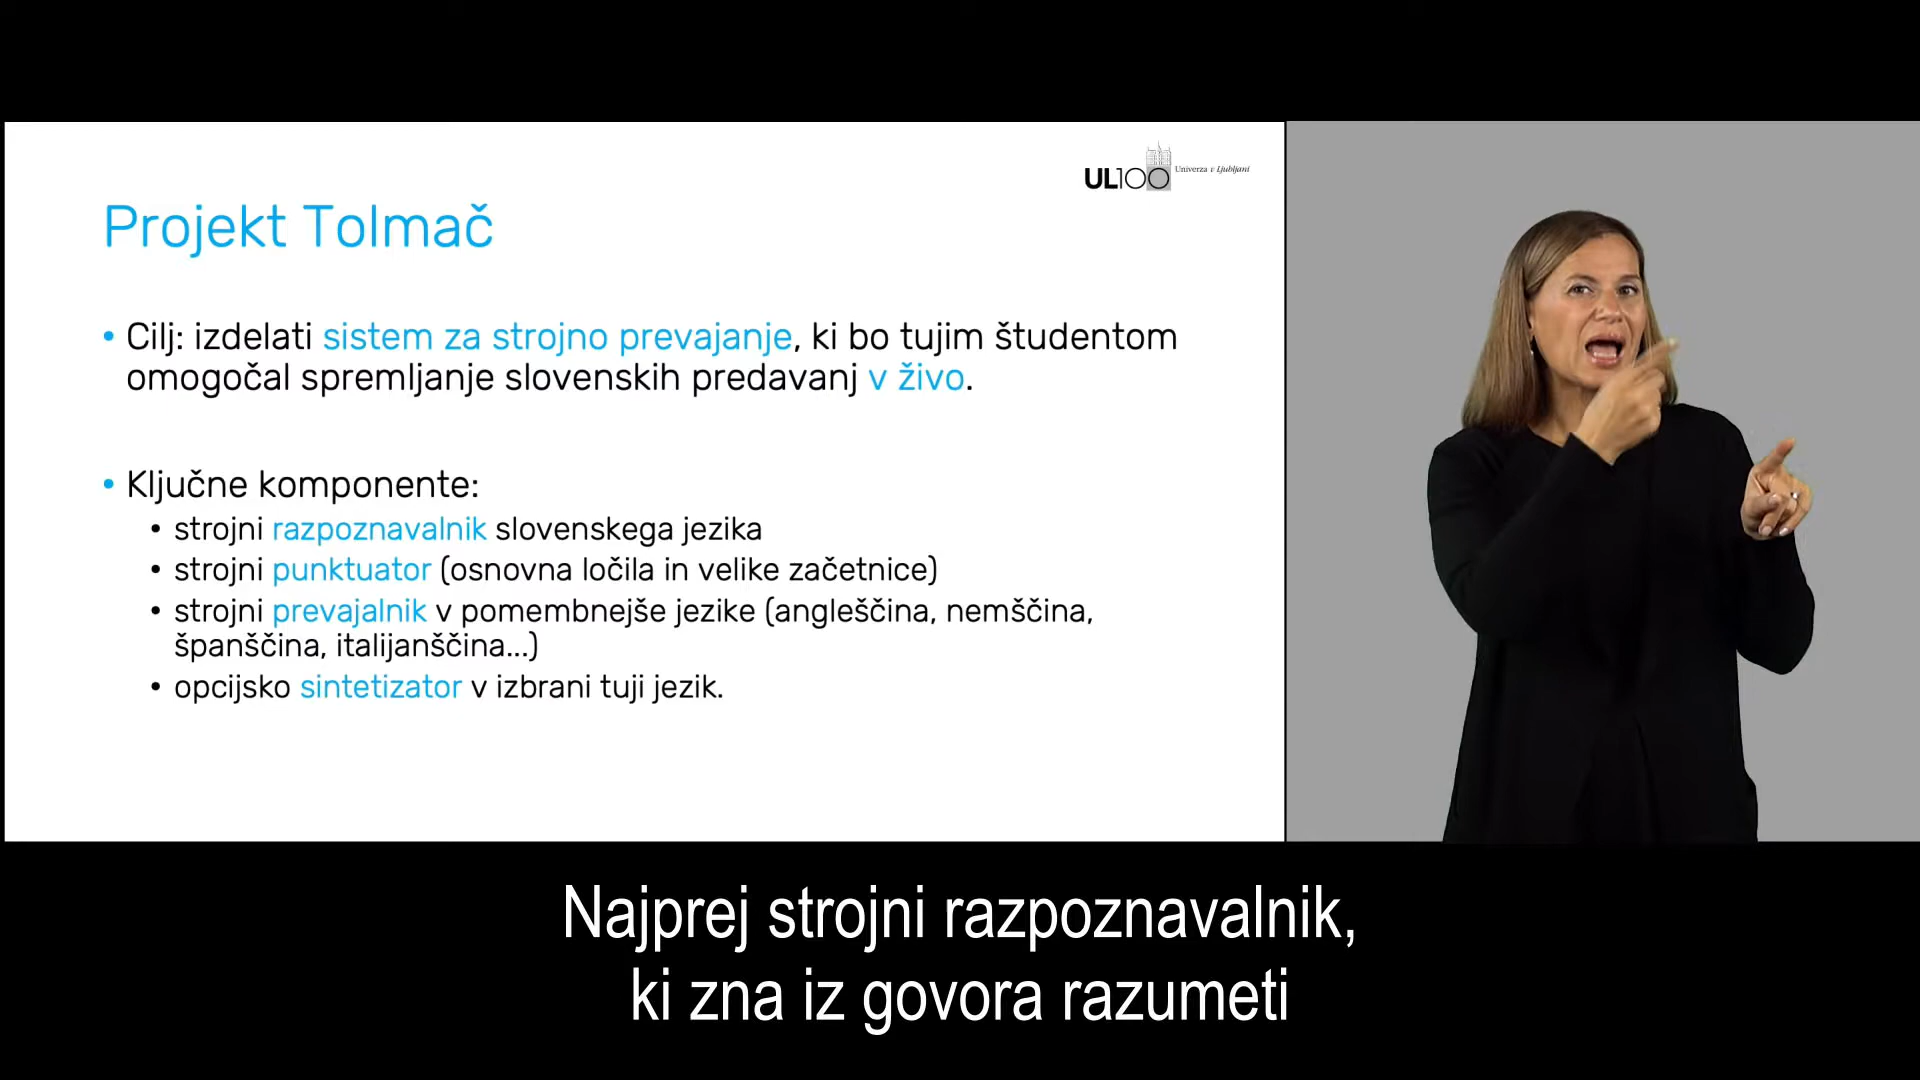 UL100 Univerza v Ljubljani
Projekt Tolmač
• Cilj: izdelati sistem za strojno prevajanje, ki bo tujim študentom
omogočal spremljanje slovenskih predavanj v živo.
• Ključne komponente:
• strojni razpoznavalnik slovenskega jezika
• strojni punktuator (osnovna ločila in velike začetnice)
• strojni prevajalnik v pomembnejše jezike (angleščina, nemščina,
španščina, italijanščina...)
• opcijsko sintetizator v izbrani tuji jezik.
Najprej strojni razpoznavalnik,
ki zna iz govora razumeti